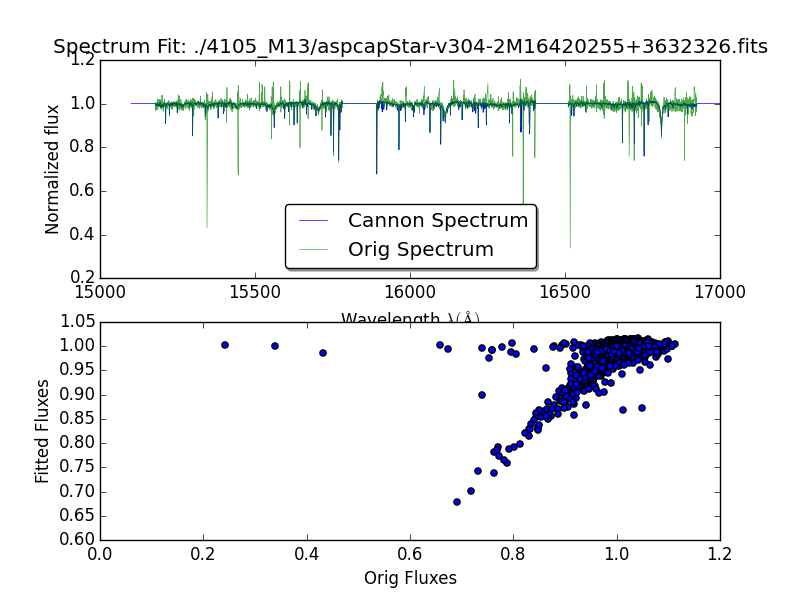 Spectrum Fit: ./4105_M13/aspcapStar-v304-2M16420255+3632326.fits
1.2
1.0
0.8
0.6
0.4
0.2
Normalized flux
Cannon Spectrum
Orig Spectrum
15000 15500 16000 16500 17000
Wavelength λ(Å)
1.05
1.00
0.95
0.90
0.85
0.80
0.75
0.70
0.65
0.60
Fitted Fluxes
0.0 0.2 0.4 0.6 0.8 1.0 1.2
Orig Fluxes